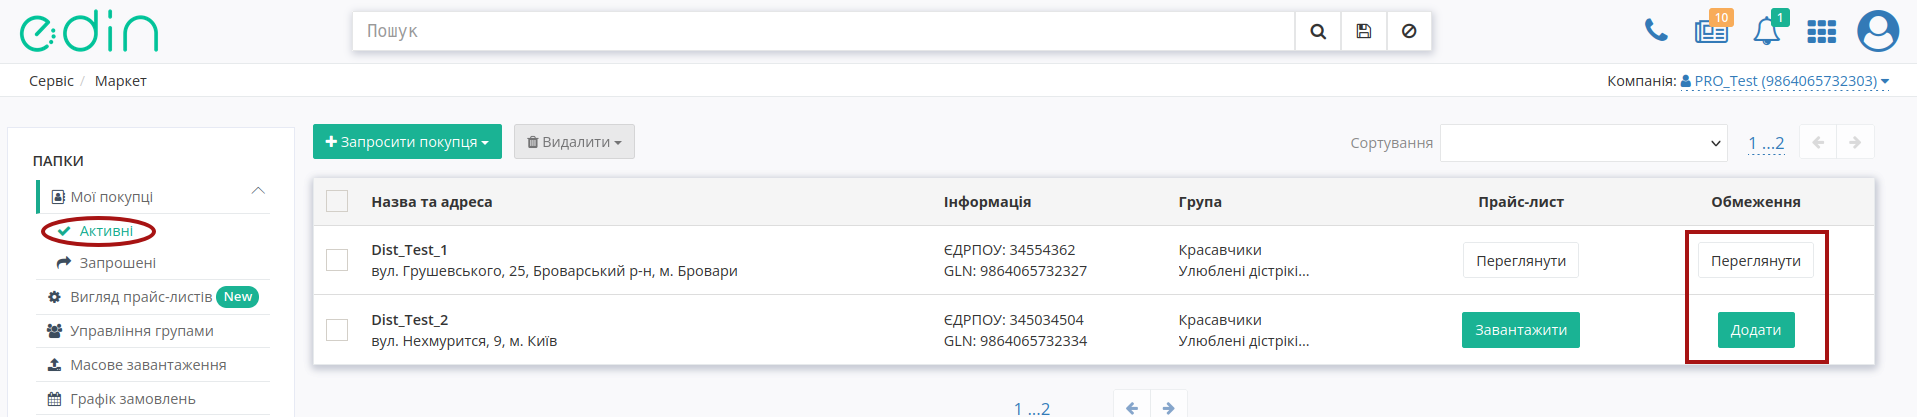 edin
Пошук
10
1
Сервіс / Маркет
Компанія: PRO_Test (9864065732303)
ПАПКИ
Мої покупці
Активні
Запрошені
Вигляд прайс-листів New
Управління групами
Масове завантаження
Графік замовлень
Запросити покупця
Видалити
Сортування
1 ...2
Назва та адреса Інформація Група Прайс-лист Обмеження
Dist_Test_1 ЄДРПОУ: 34554362 Красавчики
вул. Грушевського, 25, Броварський р-н, м. Бровари GLN: 9864065732327 Улюблені дістрікі...
Переглянути Переглянути
Dist_Test_2 ЄДРПОУ: 345034504 Красавчики
вул. Нехмурится, 9, м. Київ GLN: 9864065732334 Улюблені дістрікі...
Завантажити Додати
1 ...2